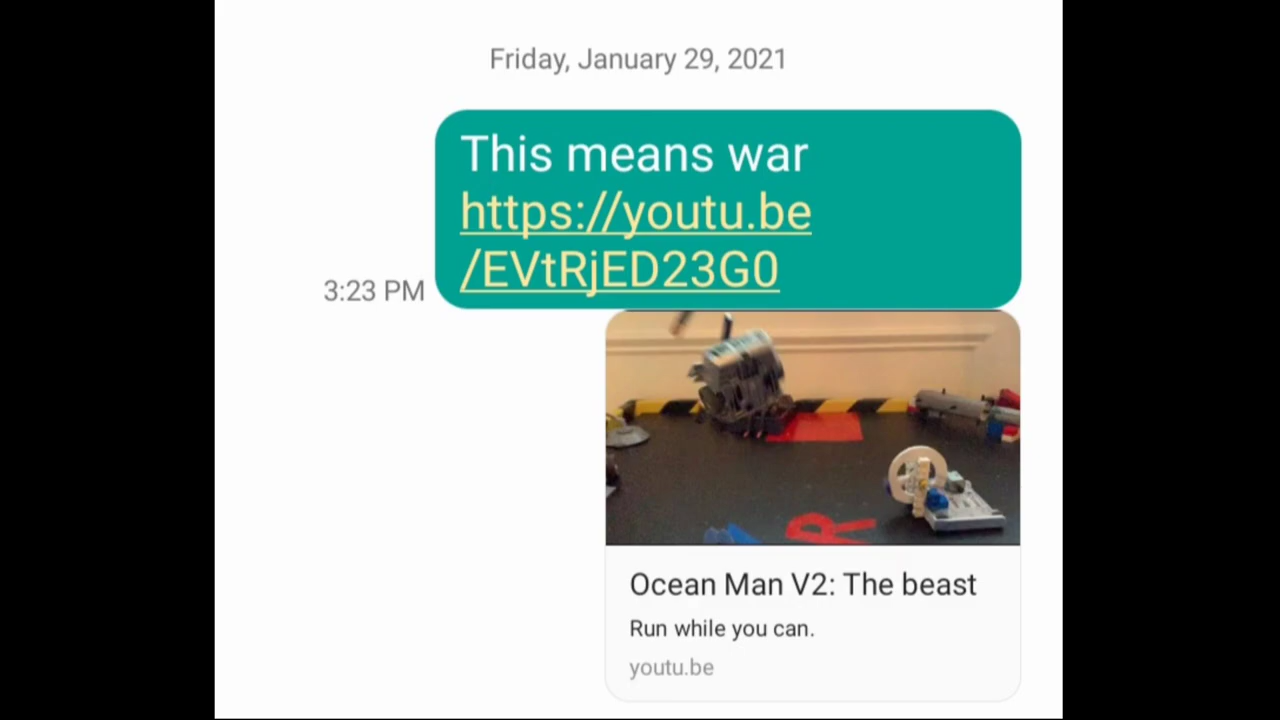 Friday, January 29, 2021
This means war
https://youtu.be
/EVtRjED23G0
3:23 PM
R
Ocean Man V2: The beast
Run while you can.
youtu.be